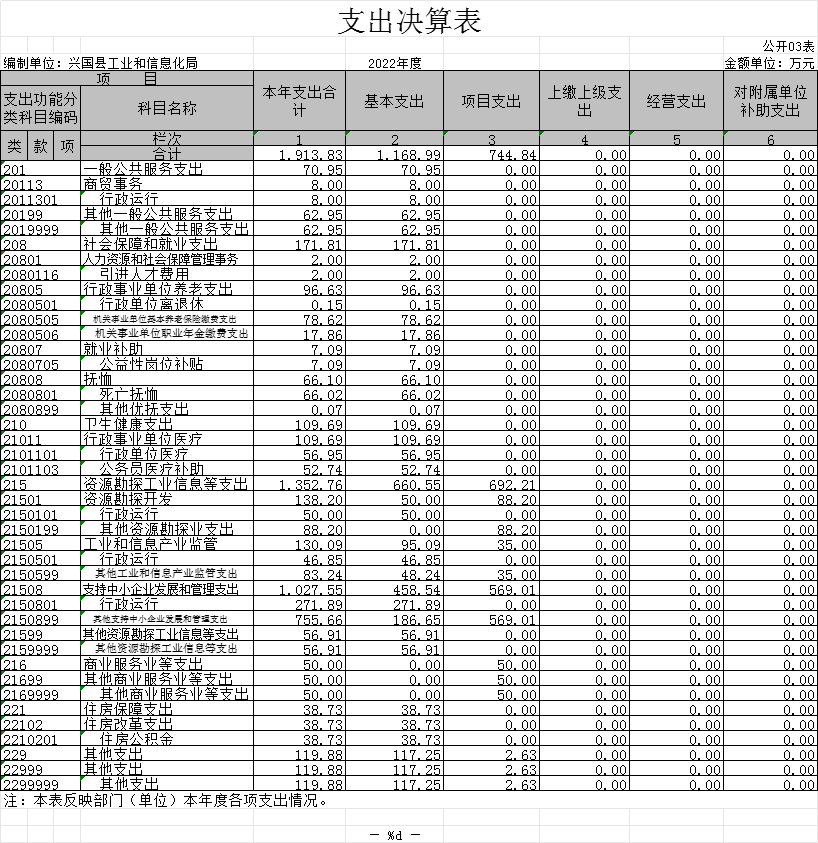 支出决算表
公开03表
编制单位：兴国县工业和信息化局 2022年度 金额单位：万元
项 目 本年支出合计 基本支出 项目支出 上缴上级支出 经营支出 对附属单位补助支出
支出功能分类科目编码 科目名称
类 款 项 栏次 1 2 3 4 5 6
合计 1,913.83 1,168.99 744.84 0.00 0.00 0.00
201 一般公共服务支出 70.95 70.95 0.00 0.00 0.00 0.00
20113 商贸事务 8.00 8.00 0.00 0.00 0.00 0.00
2011301 行政运行 8.00 8.00 0.00 0.00 0.00 0.00
20199 其他一般公共服务支出 62.95 62.95 0.00 0.00 0.00 0.00
2019999 其他一般公共服务支出 62.95 62.95 0.00 0.00 0.00 0.00
208 社会保障和就业支出 171.81 171.81 0.00 0.00 0.00 0.00
20801 人力资源和社会保障管理事务 2.00 2.00 0.00 0.00 0.00 0.00
2080116 引进人才费用 2.00 2.00 0.00 0.00 0.00 0.00
20805 行政事业单位养老支出 96.63 96.63 0.00 0.00 0.00 0.00
2080501 行政单位离退休 0.15 0.15 0.00 0.00 0.00 0.00
2080505 机关事业单位基本养老保险缴费支出 78.62 78.62 0.00 0.00 0.00 0.00
2080506 机关事业单位职业年金缴费支出 17.86 17.86 0.00 0.00 0.00 0.00
20807 就业补助 7.09 7.09 0.00 0.00 0.00 0.00
2080705 公益性岗位补贴 7.09 7.09 0.00 0.00 0.00 0.00
20808 抚恤 66.10 66.10 0.00 0.00 0.00 0.00
2080801 死亡抚恤 66.02 66.02 0.00 0.00 0.00 0.00
2080899 其他优抚支出 0.07 0.07 0.00 0.00 0.00 0.00
210 卫生健康支出 109.69 109.69 0.00 0.00 0.00 0.00
21011 行政事业单位医疗 109.69 109.69 0.00 0.00 0.00 0.00
2101101 行政单位医疗 56.95 56.95 0.00 0.00 0.00 0.00
2101103 公务员医疗补助 52.74 52.74 0.00 0.00 0.00 0.00
215 资源勘探工业信息等支出 1,352.76 660.55 692.21 0.00 0.00 0.00
21501 资源勘探开发 138.20 50.00 88.20 0.00 0.00 0.00
2150101 行政运行 50.00 50.00 0.00 0.00 0.00 0.00
2150199 其他资源勘探业支出 88.20 0.00 88.20 0.00 0.00 0.00
21505 工业和信息产业监管 130.09 95.09 35.00 0.00 0.00 0.00
2150501 行政运行 46.85 46.85 0.00 0.00 0.00 0.00
2150599 其他工业和信息产业监管支出 83.24 48.24 35.00 0.00 0.00 0.00
21508 支持中小企业发展和管理支出 1,027.55 458.54 569.01 0.00 0.00 0.00
2150801 行政运行 271.89 271.89 0.00 0.00 0.00 0.00
2150899 其他支持中小企业发展和管理支出 755.66 186.65 569.01 0.00 0.00 0.00
21599 其他资源勘探工业信息等支出 56.91 56.91 0.00 0.00 0.00 0.00
2159999 其他资源勘探工业信息等支出 56.91 56.91 0.00 0.00 0.00 0.00
216 商业服务业等支出 50.00 0.00 50.00 0.00 0.00 0.00
21699 其他商业服务业等支出 50.00 0.00 50.00 0.00 0.00 0.00
2169999 其他商业服务业等支出 50.00 0.00 50.00 0.00 0.00 0.00
221 住房保障支出 38.73 38.73 0.00 0.00 0.00 0.00
22102 住房改革支出 38.73 38.73 0.00 0.00 0.00 0.00
2210201 住房公积金 38.73 38.73 0.00 0.00 0.00 0.00
229 其他支出 119.88 117.25 2.63 0.00 0.00 0.00
22999 其他支出 119.88 117.25 2.63 0.00 0.00 0.00
2299999 其他支出 119.88 117.25 2.63 0.00 0.00 0.00
注：本表反映部门（单位）本年度各项支出情况。
— %d —